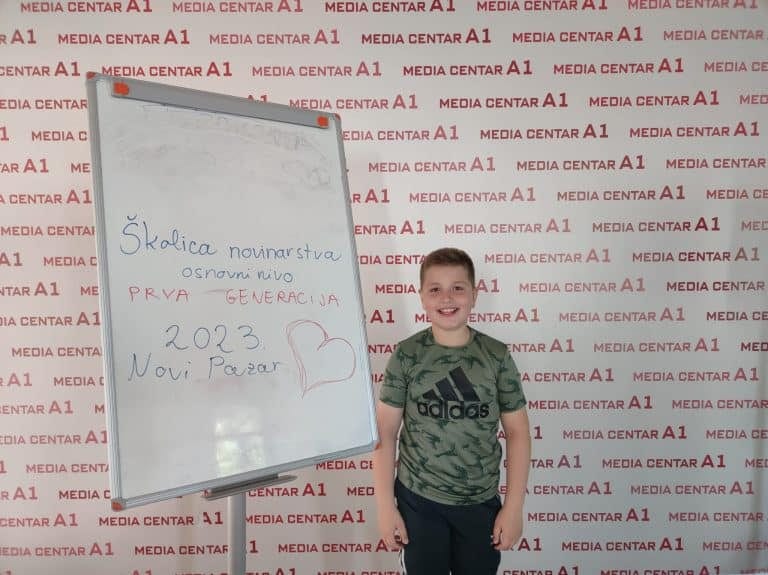 Školica novinarstva
osnovni nivo
PRVA GENERACIJA
2023.
Novi Pazar
adidas
MEDIA CENTAR A1